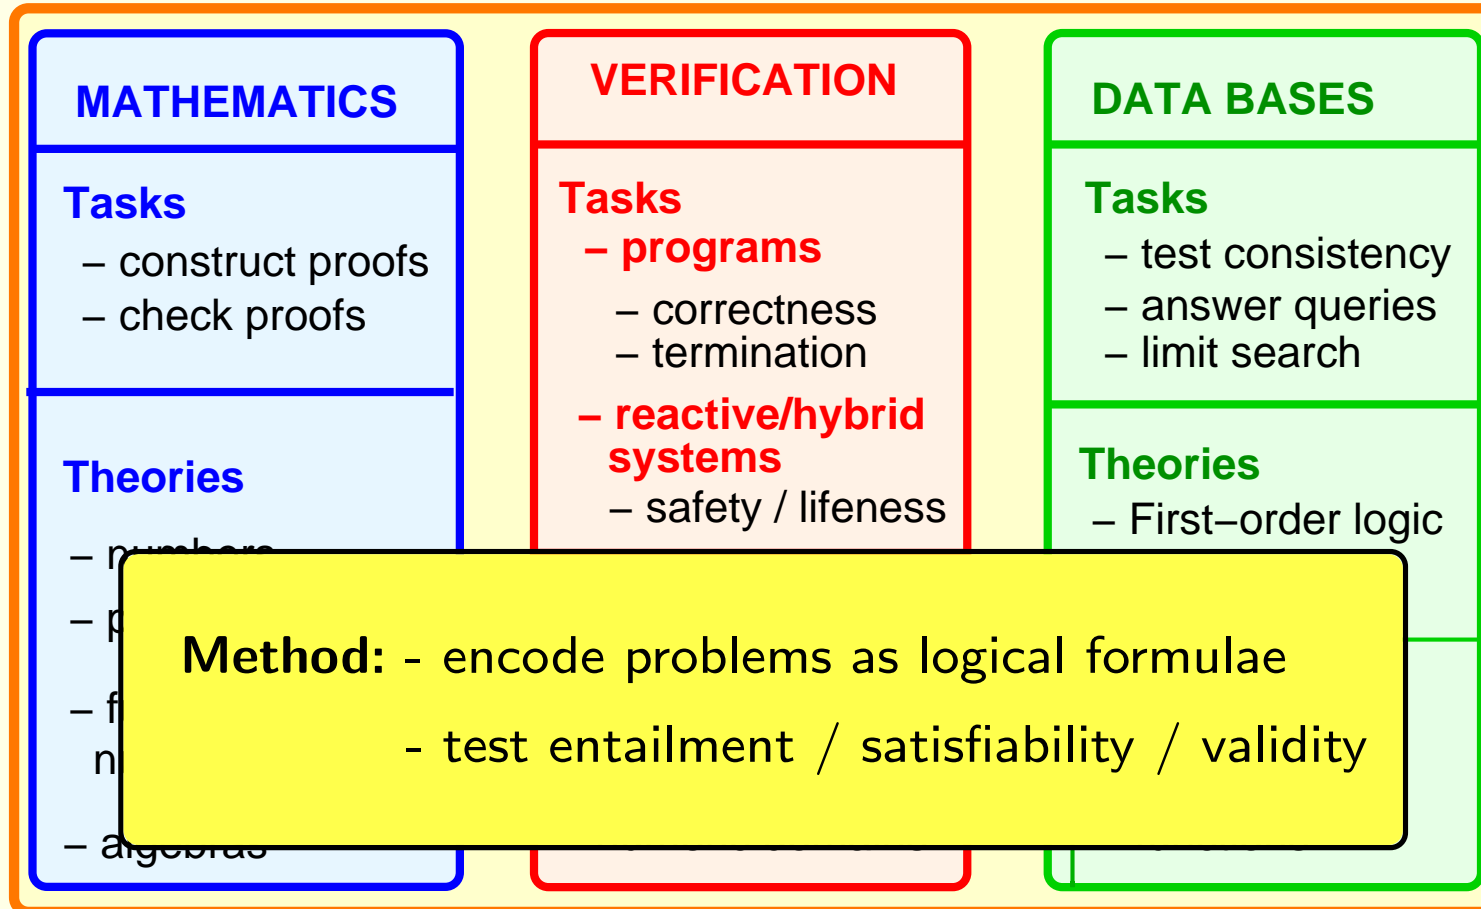 MATHEMATICS
Tasks
– construct proofs
– check proofs
Theories
– numbers
– algebras
VERIFICATION
Tasks
– programs
– correctness
– termination
– reactive/hybrid
systems
– safety / lifeness
DATA BASES
Tasks
– test consistency
– answer queries
– limit search
Theories
– First–order logic
Method: - encode problems as logical formulae
- test entailment / satisfiability / validity